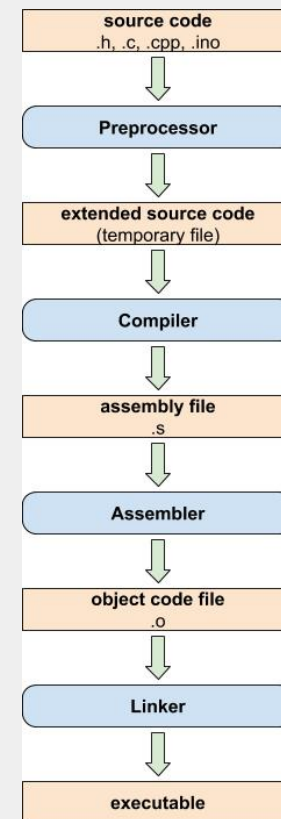 source code
.h, .c, .cpp, .ino
Preprocessor
extended source code
(temporary file)
Compiler
assembly file
.s
Assembler
object code file
.o
Linker
executable